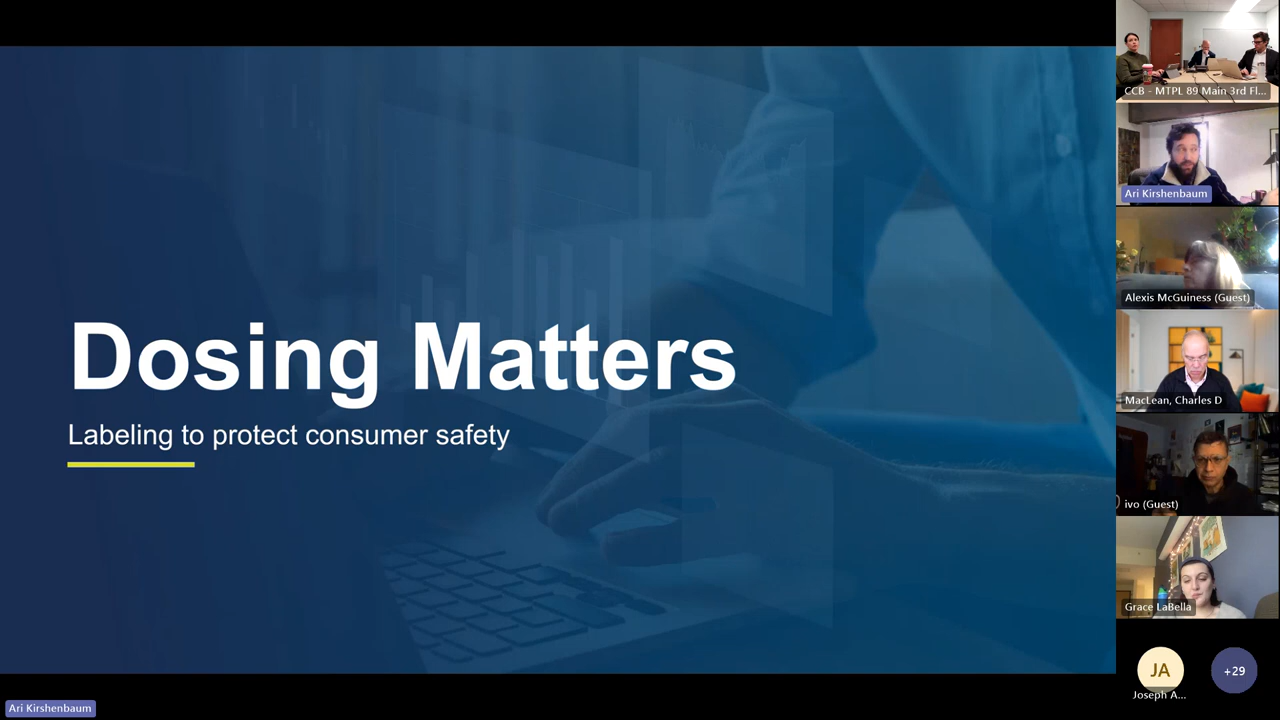 Dosing Matters
Labeling to protect consumer safety
CCB - MTPL 89 Main 3rd Fl...
Ari Kirshenbaum
Alexis McGuiness (Guest)
MacLean, Charles D
ivo (Guest)
Grace LaBella
JA
Joseph A...
+29
Ari Kirshenbaum